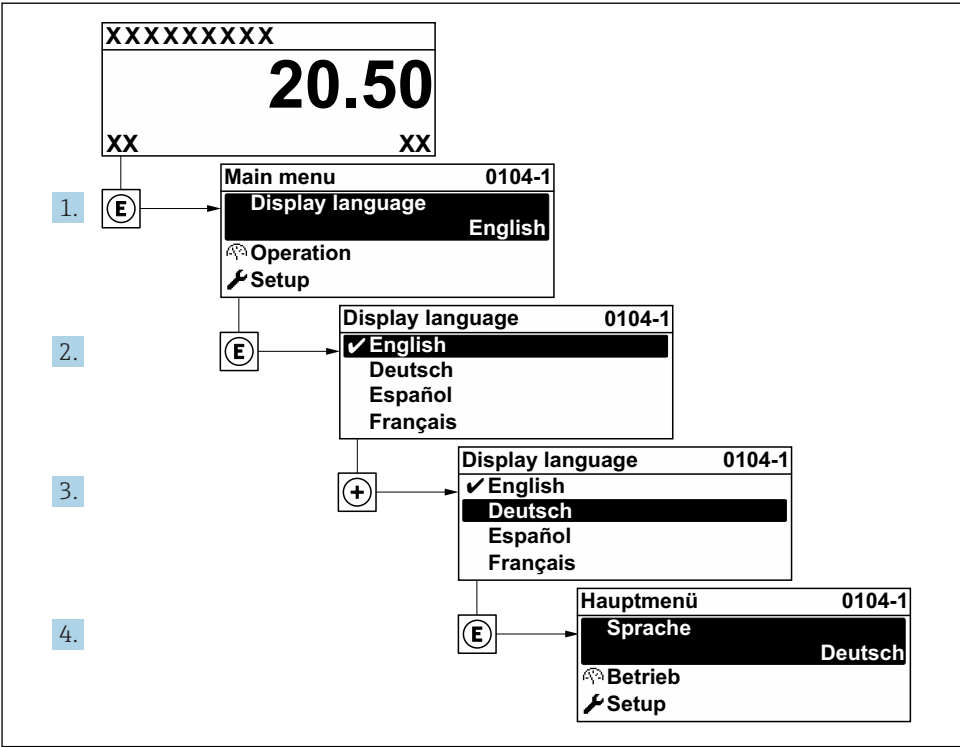 XXXXXXXXX
20.50
XX XX
1. E
Main menu 0104-1
Display language
English
Operation
Setup
2. E
Display language 0104-1
✔English
Deutsch
Español
Français
3. +
Display language 0104-1
✔English
Deutsch
Español
Français
4. E
Hauptmenü 0104-1
Sprache
Deutsch
Betrieb
Setup